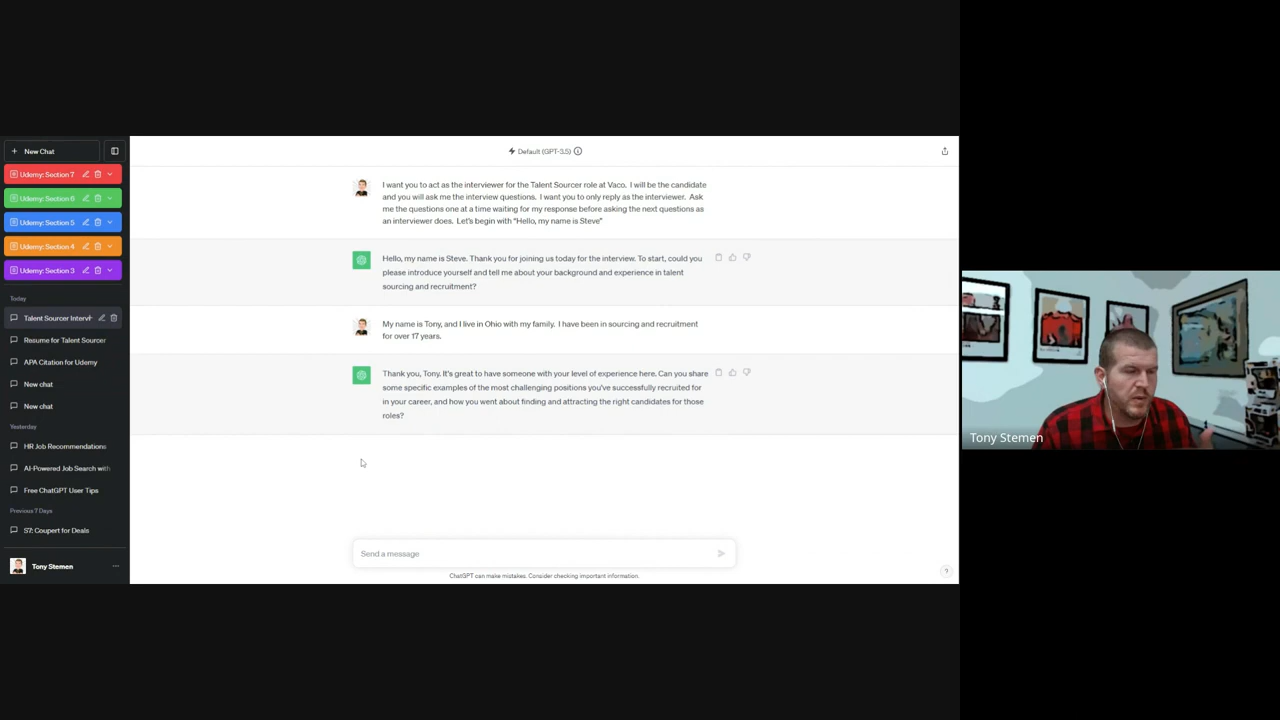 New Chat
Udemy: Section 7
Udemy: Section 6
Udemy: Section 5
Udemy: Section 4
Udemy: Section 3
Today
Talent Sourcer Intervi
Resume for Talent Sourcer
APA Citation for Udemy
New chat
New chat
Yesterday
HR Job Recommendations
AI-Powered Job Search with
Free ChatGPT User Tips
Previous 7 Days
S7: Coupert for Deals
Tony Stemen
Default (GPT-3.5)
I want you to act as the interviewer for the Talent Sourcer role at Vaco. I will be the candidate
and you will ask me the interview questions. I want you to only reply as the interviewer. Ask
me the questions one at a time waiting for my response before asking the next questions as
an interviewer does. Let's begin with "Hello, my name is Steve"
Hello, my name is Steve. Thank you for joining us today for the interview. To start, could you
please introduce yourself and tell me about your background and experience in talent
sourcing and recruitment?
My name is Tony, and I live in Ohio with my family. I have been in sourcing and recruitment
for over 17 years.
Thank you, Tony. It's great to have someone with your level of experience here. Can you share
some specific examples of the most challenging positions you've successfully recruited for
in your career, and how you went about finding and attracting the right candidates for those
roles?
Send a message
ChatGPT can make mistakes. Consider checking important information.
?
Tony Stemen